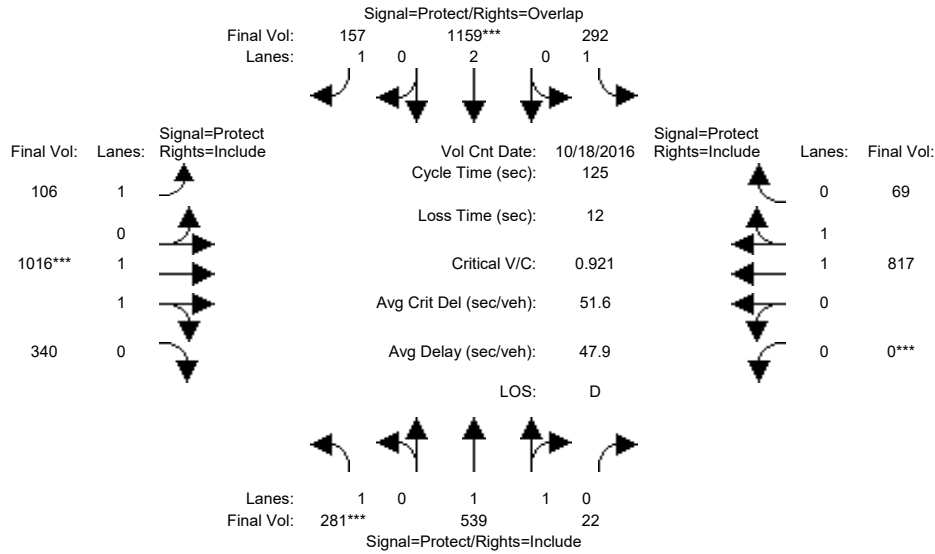 Signal=Protect/Rights=Overlap
Final Vol: 157 1159*** 292
Lanes: 1 0 2 0 1
Signal=Protect Signal=Protect
Final Vol: Lanes: Rights=Include Vol Cnt Date: 10/18/2016 Rights=Include Lanes: Final Vol:
Cycle Time (sec): 125
106 1 0 69
Loss Time (sec): 12
0 1
1016*** 1 Critical V/C: 0.921 1 817
1 Avg Crit Del (sec/veh): 51.6 0
340 0 Avg Delay (sec/veh): 47.9 0 0***
LOS: D
Lanes: 1 0 1 1 0
Final Vol: 281*** 539 22
Signal=Protect/Rights=Include